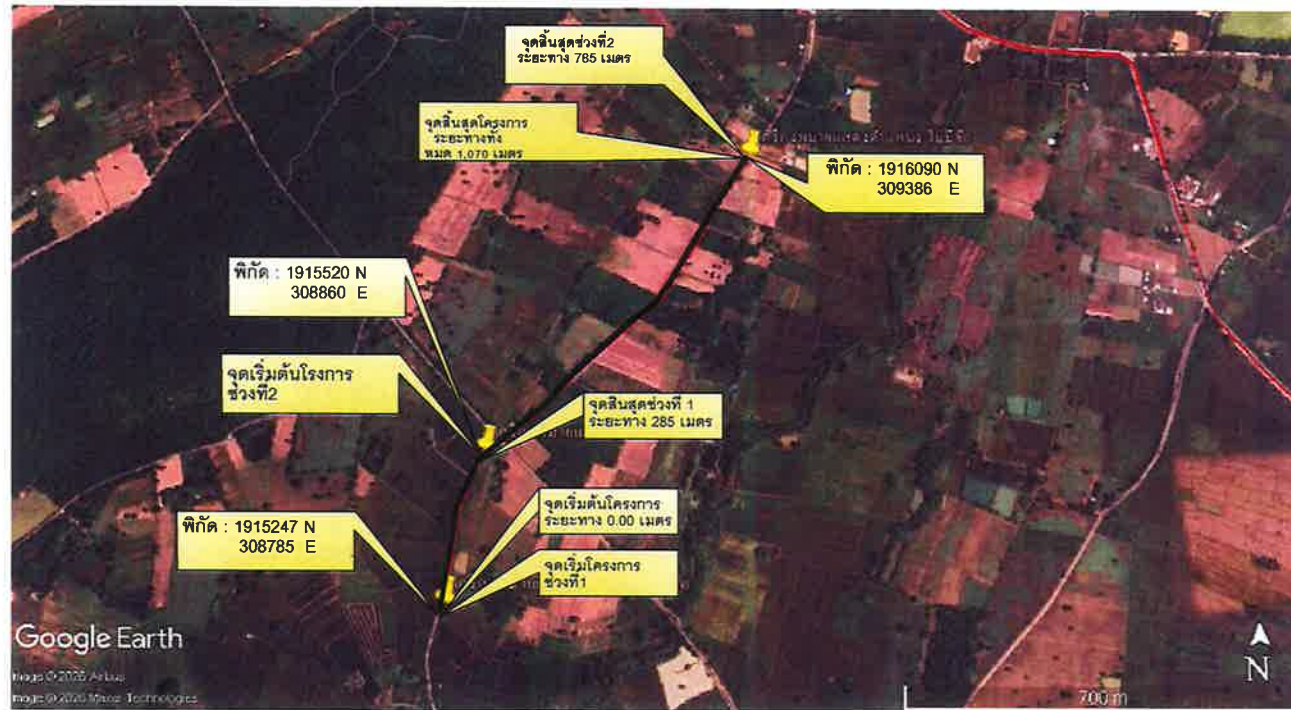 จุดสิ้นสุดช่วงที่2
ระยะทาง 785 เมตร
จุดสิ้นสุดโครงการ
ระยะทางทั้ง
หมด 1,070 เมตร
พิกัด : 1916090 N
309386 E
พิกัด : 1915520 N
308860 E
จุดเริ่มต้นโรงการ
ช่วงที่2
จุดสิ้นสุดช่วงที่ 1
ระยะทาง 285 เมตร
จุดเริ่มต้นโครงการ
ระยะทาง 0.00 เมตร
พิกัด : 1915247 N
308785 E
จุดเริ่มโครงการ
ช่วงที่1
Google Earth
Image © 2026 Airbus
Image © 2026 Maxar Technologies
N
700 m